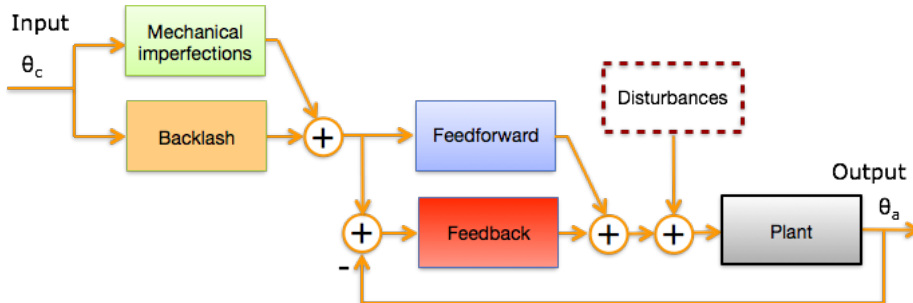 Input
θc
Mechanical
imperfections
Backlash
+
Feedforward
Disturbances
+
-
Feedback
+
+
Plant
Output
θa